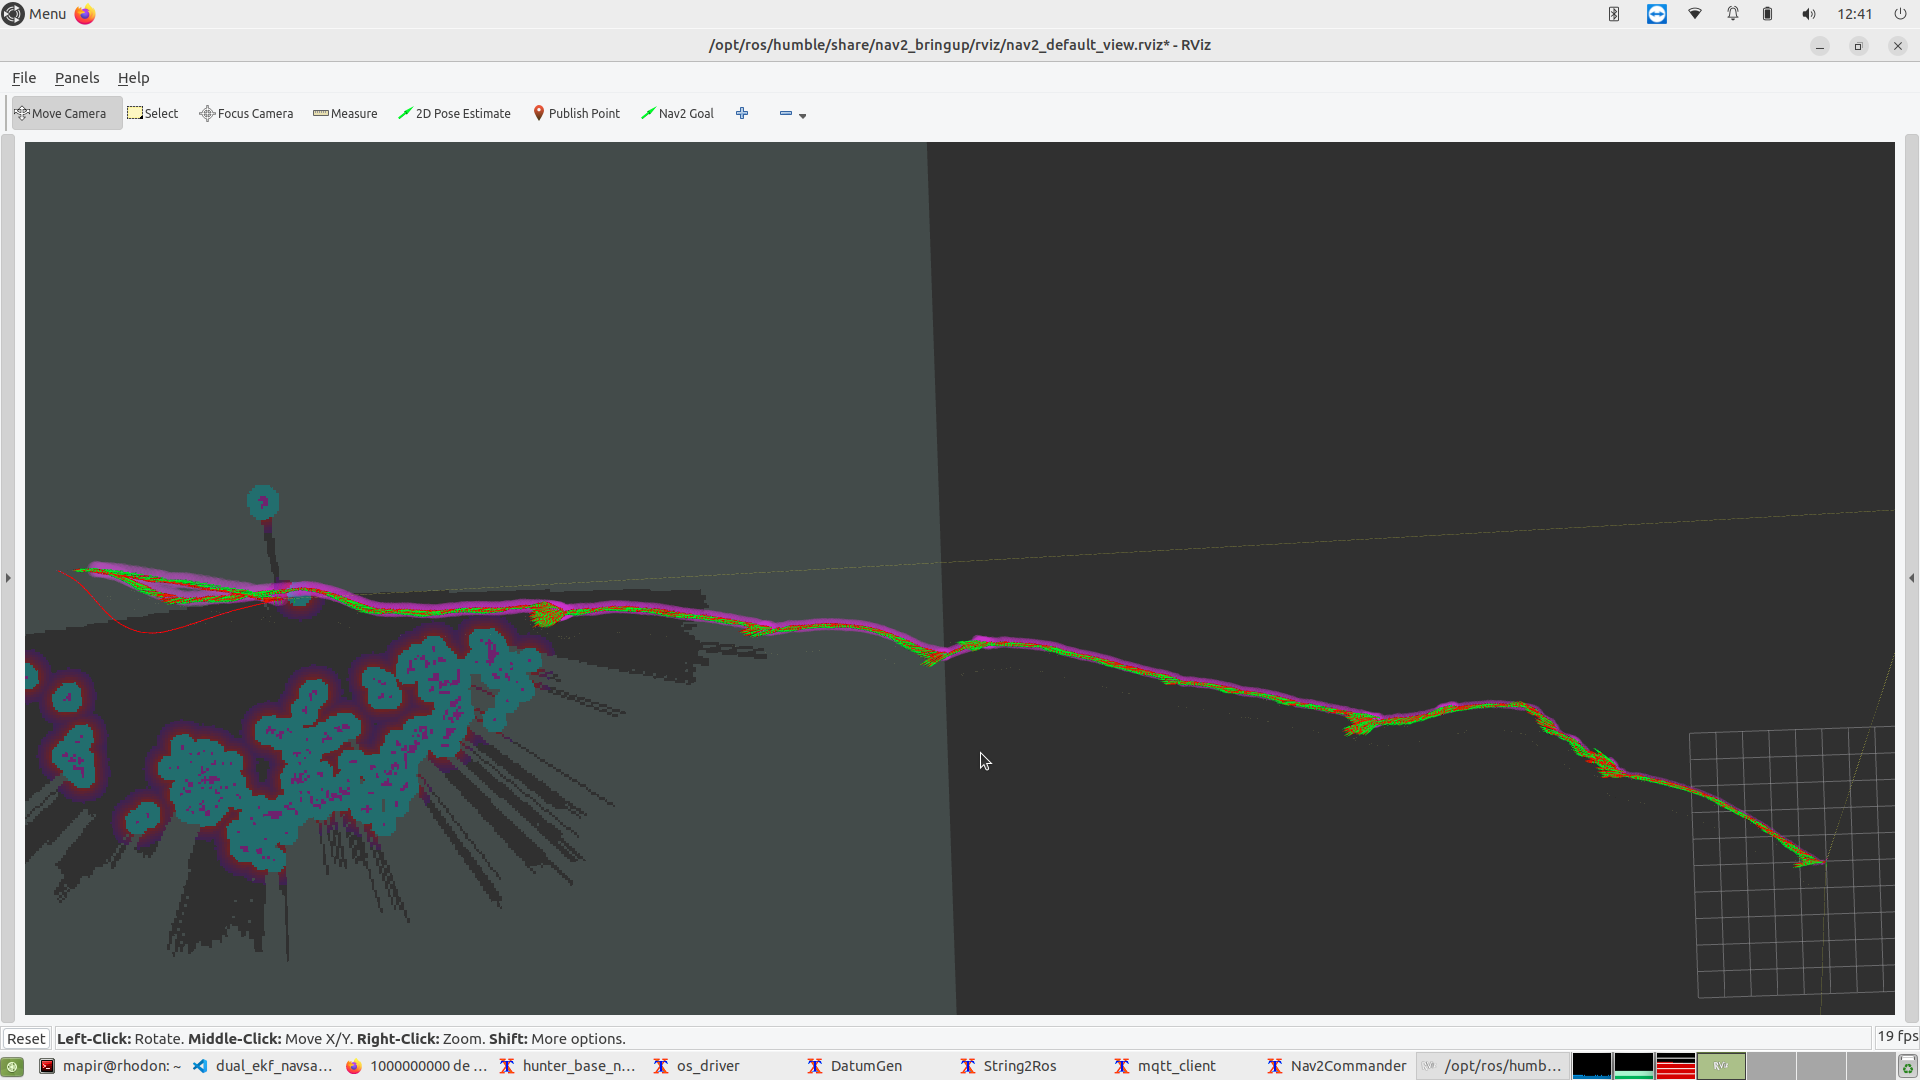 Menu
12:41
/opt/ros/humble/share/nav2_bringup/rviz/nav2_default_view.rviz* - RViz
File Panels Help
Move Camera Select Focus Camera Measure 2D Pose Estimate Publish Point Nav2 Goal
Reset Left-Click: Rotate. Middle-Click: Move X/Y. Right-Click: Zoom. Shift: More options. 19 fps
mapir@rhodon: ~ dual_ekf_navsa... 1000000000 de ... hunter_base_n... os_driver DatumGen String2Ros mqtt_client Nav2Commander /opt/ros/humb...